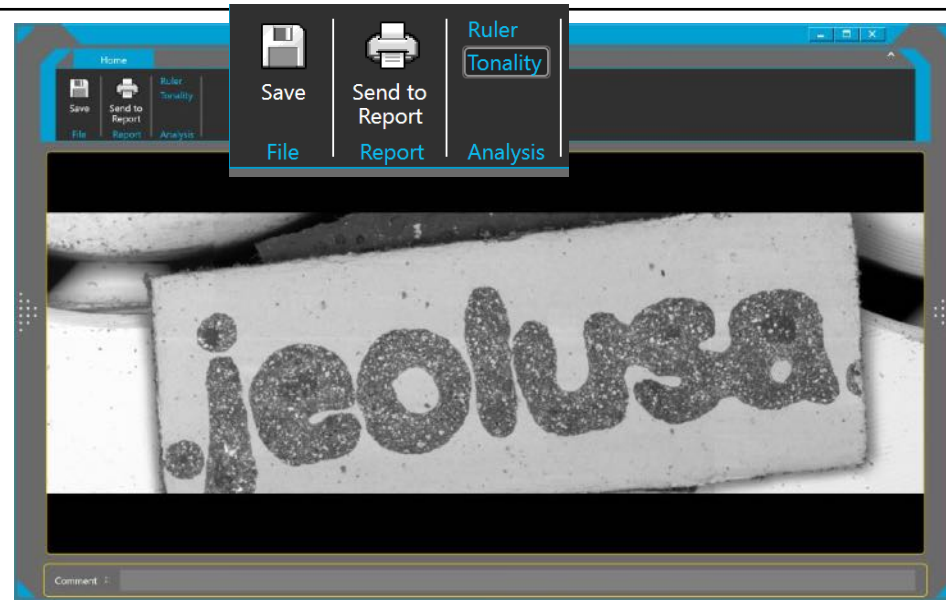 Home
Save
Send to
Report
Ruler
Tonality
File
Report
Analysis
Save
Send to
Report
Ruler
Tonality
File
Report
Analysis
.jeolusa.
Comment :